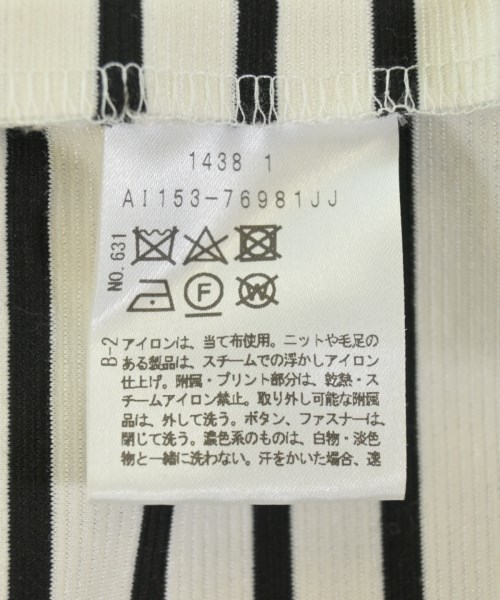 1438 1
AI153-76981JJ
NO.631
F
W
B-2
アイロンは、当て布使用。ニットや毛足の
ある製品は、スチームでの浮かしアイロン
仕上げ。附属・プリント部分は、乾熱・ス
チームアイロン禁止。取り外し可能な附属
品は、外して洗う。ボタン、ファスナーは、
閉じて洗う。濃色系のものは、白物・淡色
物と一緒に洗わない。汗をかいた場合、速